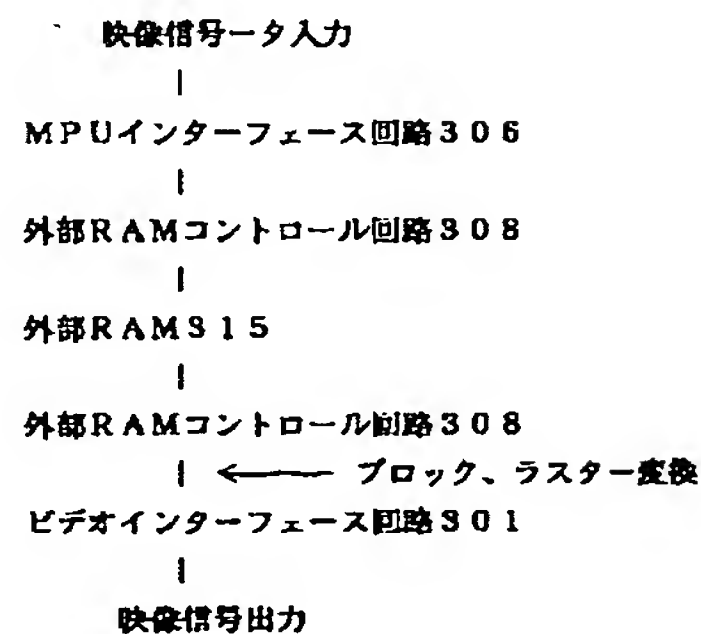 映像信号ータ入力
MPUインターフェース回路306
外部RAMコントロール回路308
外部RAM315
外部RAMコントロール回路308
ブロック、ラスター変換
ビデオインターフェース回路301
映像信号出力